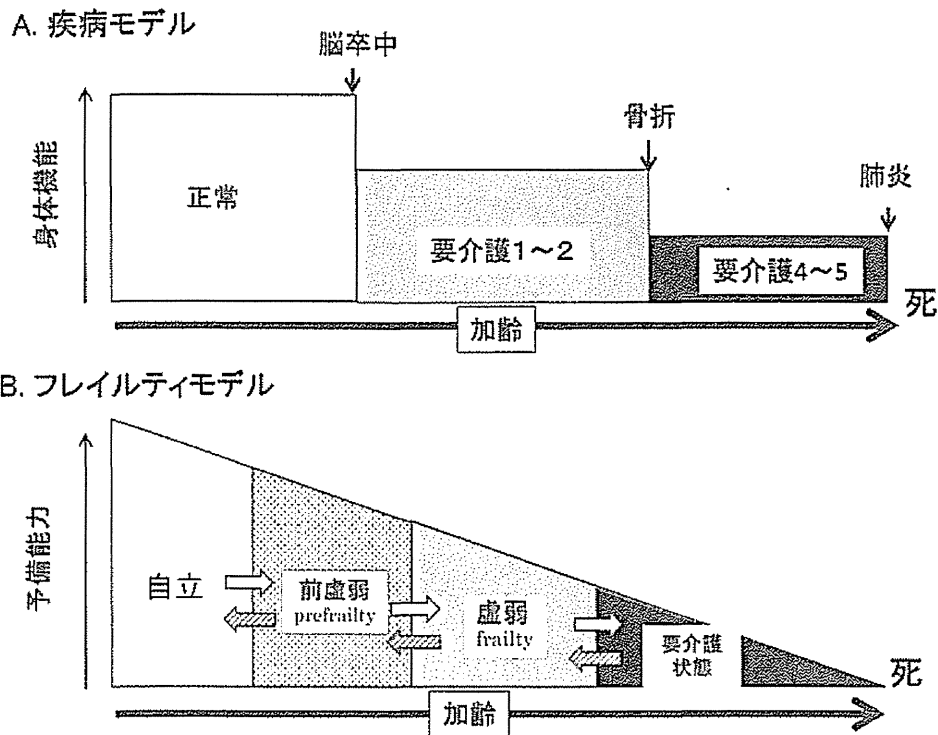 A. 疾病モデル
脳卒中
骨折
肺炎
身体機能
正常
要介護1～2
要介護4～5
死
加齢
B. フレイルティモデル
予備能力
自立
前虚弱
prefrailty
虚弱
frailty
要介護
状態
死
加齢